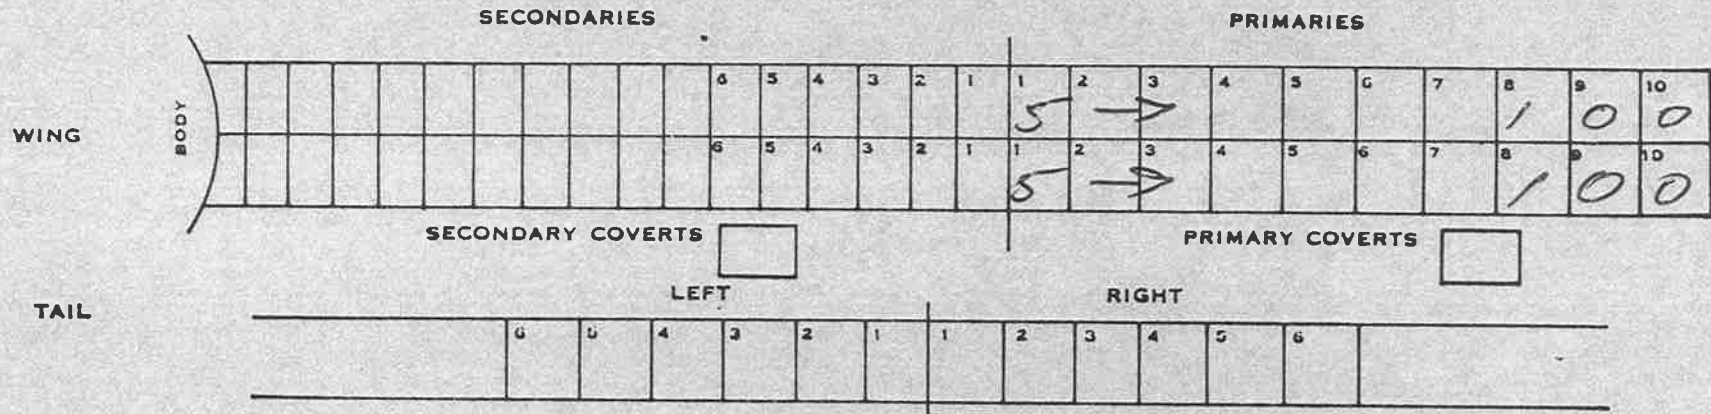 SECONDARIES PRIMARIES
6 5 4 3 2 1 1 2 3 4 5 6 7 8 9 10
5 → 1 0 0
WING
BODY
6 5 4 3 2 1 1 2 3 4 5 6 7 8 9 10
5 → 1 0 0
SECONDARY COVERTS PRIMARY COVERTS
LEFT RIGHT
TAIL
6 5 4 3 2 1 1 2 3 4 5 6